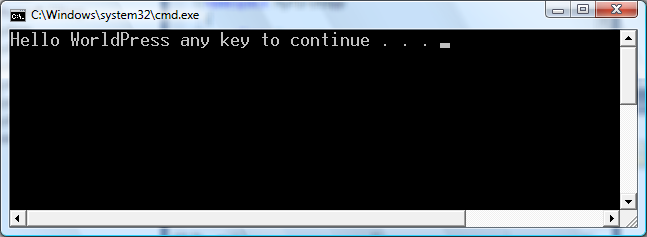 C:\Windows\system32\cmd.exe
Hello WorldPress any key to continue . . .